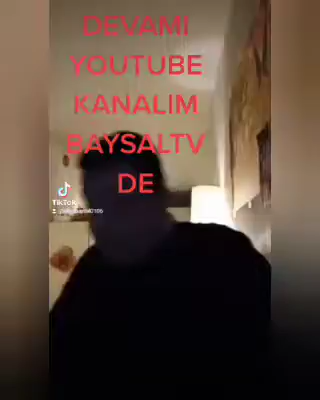 DEVAMI
YOUTUBE
KANALIM
BAYSALTV
DE
TikTok